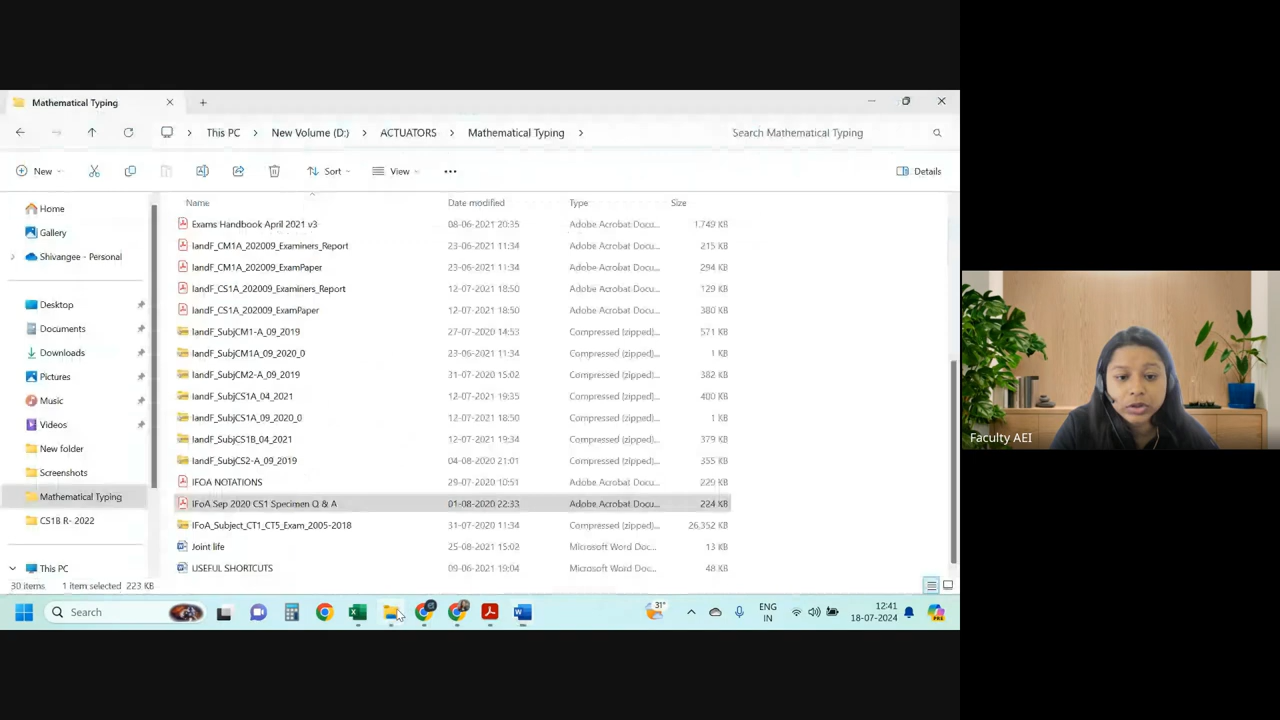 Mathematical Typing
This PC > New Volume (D:) > ACTUATORS > Mathematical Typing >
Search Mathematical Typing
New
Sort
View
Details
Home
Gallery
Shivangee - Personal
Desktop
Documents
Downloads
Pictures
Music
Videos
New folder
Screenshots
Mathematical Typing
CS1B R- 2022
This PC
Name Date modified Type Size
Exams Handbook April 2021 v3 08-06-2021 20:35 Adobe Acrobat Docu... 1,749 KB
IandF_CM1A_202009_Examiners_Report 23-06-2021 11:34 Adobe Acrobat Docu... 215 KB
IandF_CM1A_202009_ExamPaper 23-06-2021 11:34 Adobe Acrobat Docu... 294 KB
IandF_CS1A_202009_Examiners_Report 12-07-2021 18:50 Adobe Acrobat Docu... 129 KB
IandF_CS1A_202009_ExamPaper 12-07-2021 18:50 Adobe Acrobat Docu... 380 KB
IandF_SubjCM1-A_09_2019 27-07-2020 14:53 Compressed (zipped)... 571 KB
IandF_SubjCM1A_09_2020_0 23-06-2021 11:34 Compressed (zipped)... 1 KB
IandF_SubjCM2-A_09_2019 31-07-2020 15:02 Compressed (zipped)... 382 KB
IandF_SubjCS1A_04_2021 12-07-2021 19:35 Compressed (zipped)... 400 KB
IandF_SubjCS1A_09_2020_0 12-07-2021 18:50 Compressed (zipped)... 1 KB
IandF_SubjCS1B_04_2021 12-07-2021 19:34 Compressed (zipped)... 379 KB
IandF_SubjCS2-A_09_2019 04-08-2020 21:01 Compressed (zipped)... 355 KB
IFOA NOTATIONS 29-07-2020 10:51 Adobe Acrobat Docu... 229 KB
IFoA Sep 2020 CS1 Specimen Q & A 01-08-2020 22:33 Adobe Acrobat Docu... 224 KB
IFoA_Subject_CT1_CT5_Exam_2005-2018 31-07-2020 11:34 Compressed (zipped)... 26,352 KB
Joint life 25-08-2021 15:02 Microsoft Word Doc... 13 KB
USEFUL SHORTCUTS 09-06-2021 19:04 Microsoft Word Doc... 48 KB
30 items 1 item selected 223 KB
Search
31°
ENG
IN
12:41
18-07-2024
PRE
Faculty AEI